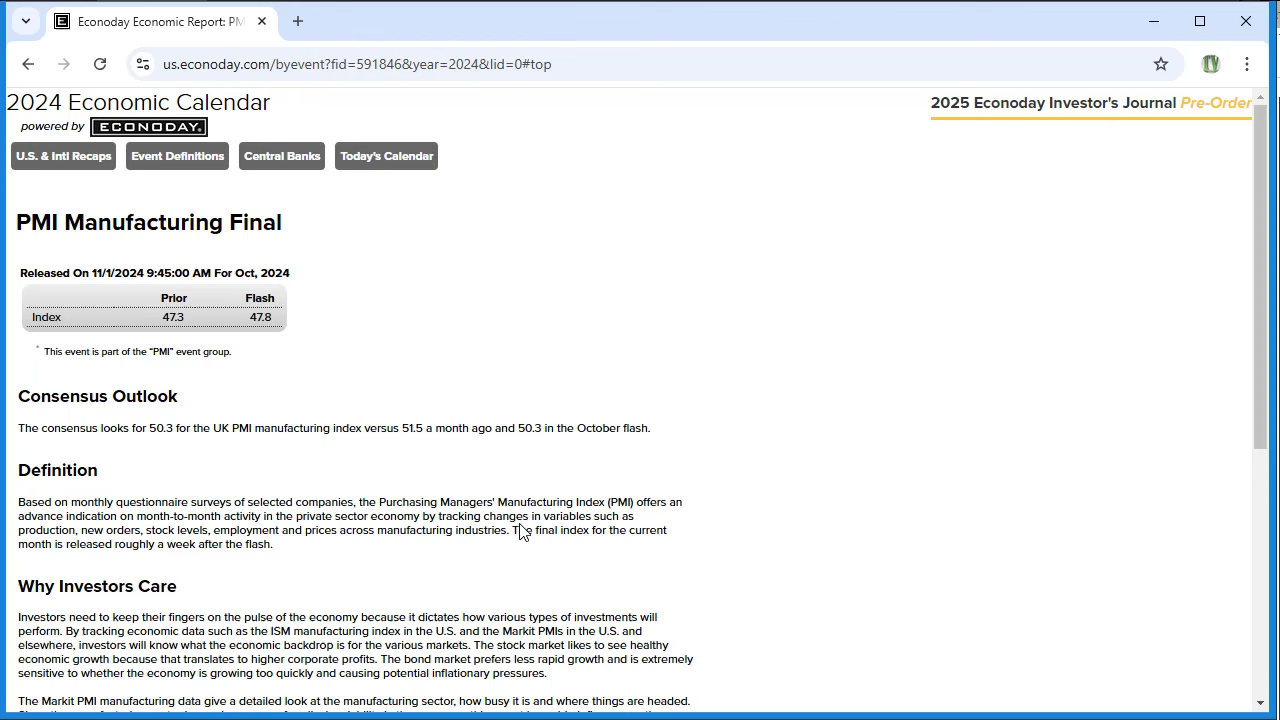 Econoday Economic Report: PM
us.econoday.com/byevent?fid=591846&year=2024&lid=0#top
2024 Economic Calendar
2025 Econoday Investor's Journal Pre-Order
powered by ECONODAY
U.S. & Intl Recaps Event Definitions Central Banks Today's Calendar
PMI Manufacturing Final
Released On 11/1/2024 9:45:00 AM For Oct, 2024
Prior Flash
Index 47.3 47.8
* This event is part of the “PMI” event group.
Consensus Outlook
The consensus looks for 50.3 for the UK PMI manufacturing index versus 51.5 a month ago and 50.3 in the October flash.
Definition
Based on monthly questionnaire surveys of selected companies, the Purchasing Managers' Manufacturing Index (PMI) offers an
advance indication on month-to-month activity in the private sector economy by tracking changes in variables such as
production, new orders, stock levels, employment and prices across manufacturing industries. The final index for the current
month is released roughly a week after the flash.
Why Investors Care
Investors need to keep their fingers on the pulse of the economy because it dictates how various types of investments will
perform. By tracking economic data such as the ISM manufacturing index in the U.S. and the Markit PMIs in the U.S. and
elsewhere, investors will know what the economic backdrop is for the various markets. The stock market likes to see healthy
economic growth because that translates to higher corporate profits. The bond market prefers less rapid growth and is extremely
sensitive to whether the economy is growing too quickly and causing potential inflationary pressures.
The Markit PMI manufacturing data give a detailed look at the manufacturing sector, how busy it is and where things are headed.